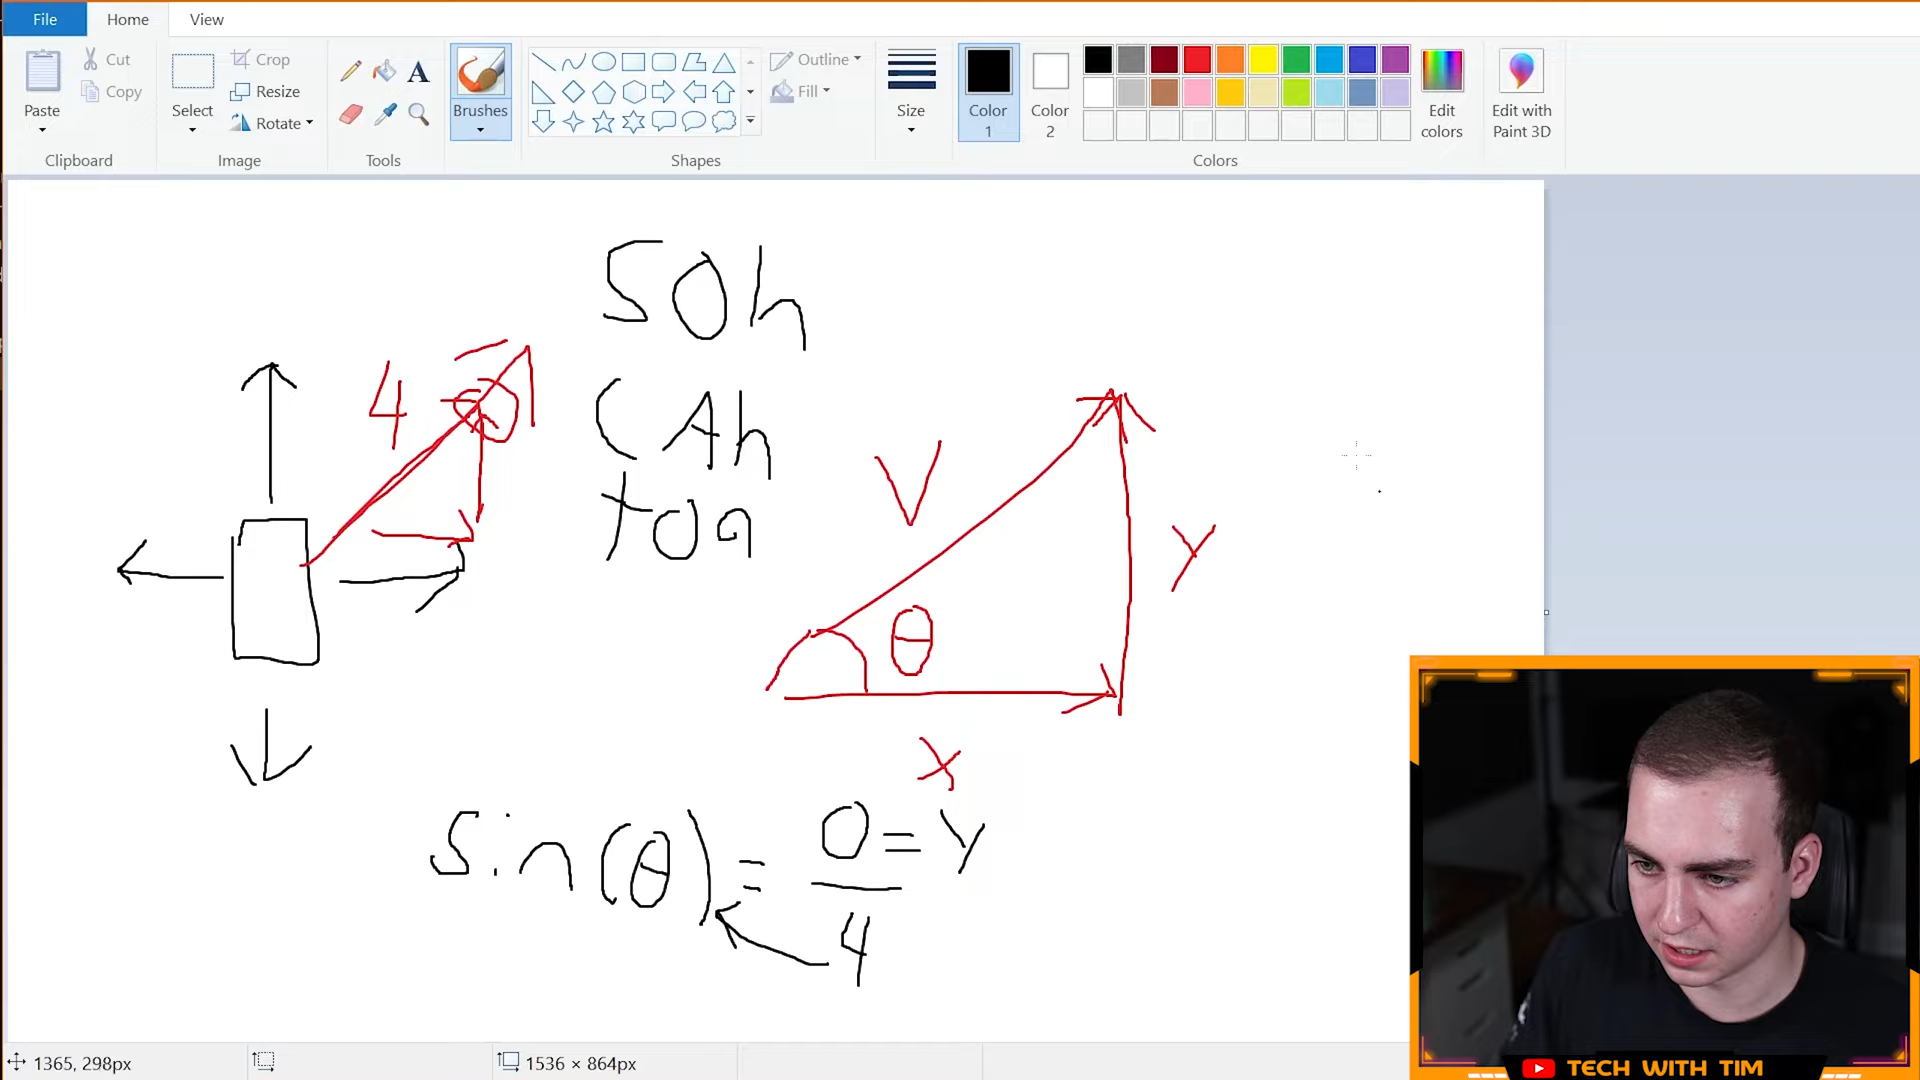 File Home View
Paste
Cut
Copy
Clipboard
Select
Crop
Resize
Rotate
Image
A
Tools
Brushes
Outline
Fill
Shapes
Size
Color 1
Color 2
Colors
Edit colors
Edit with Paint 3D
SOh
CAh
toa
4
V
θ
Y
X
Sin(θ) = O = Y
4
1365, 298px
1536 × 864px
TECH WITH TIM